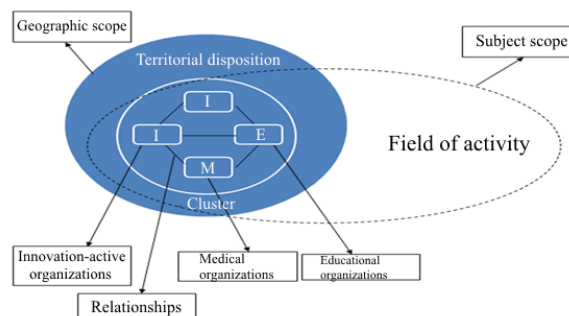 Geographic scope
Territorial disposition
Subject scope
I
I
E
M
Field of activity
Cluster
Innovation-active
organizations
Medical
organizations
Educational
organizations
Relationships